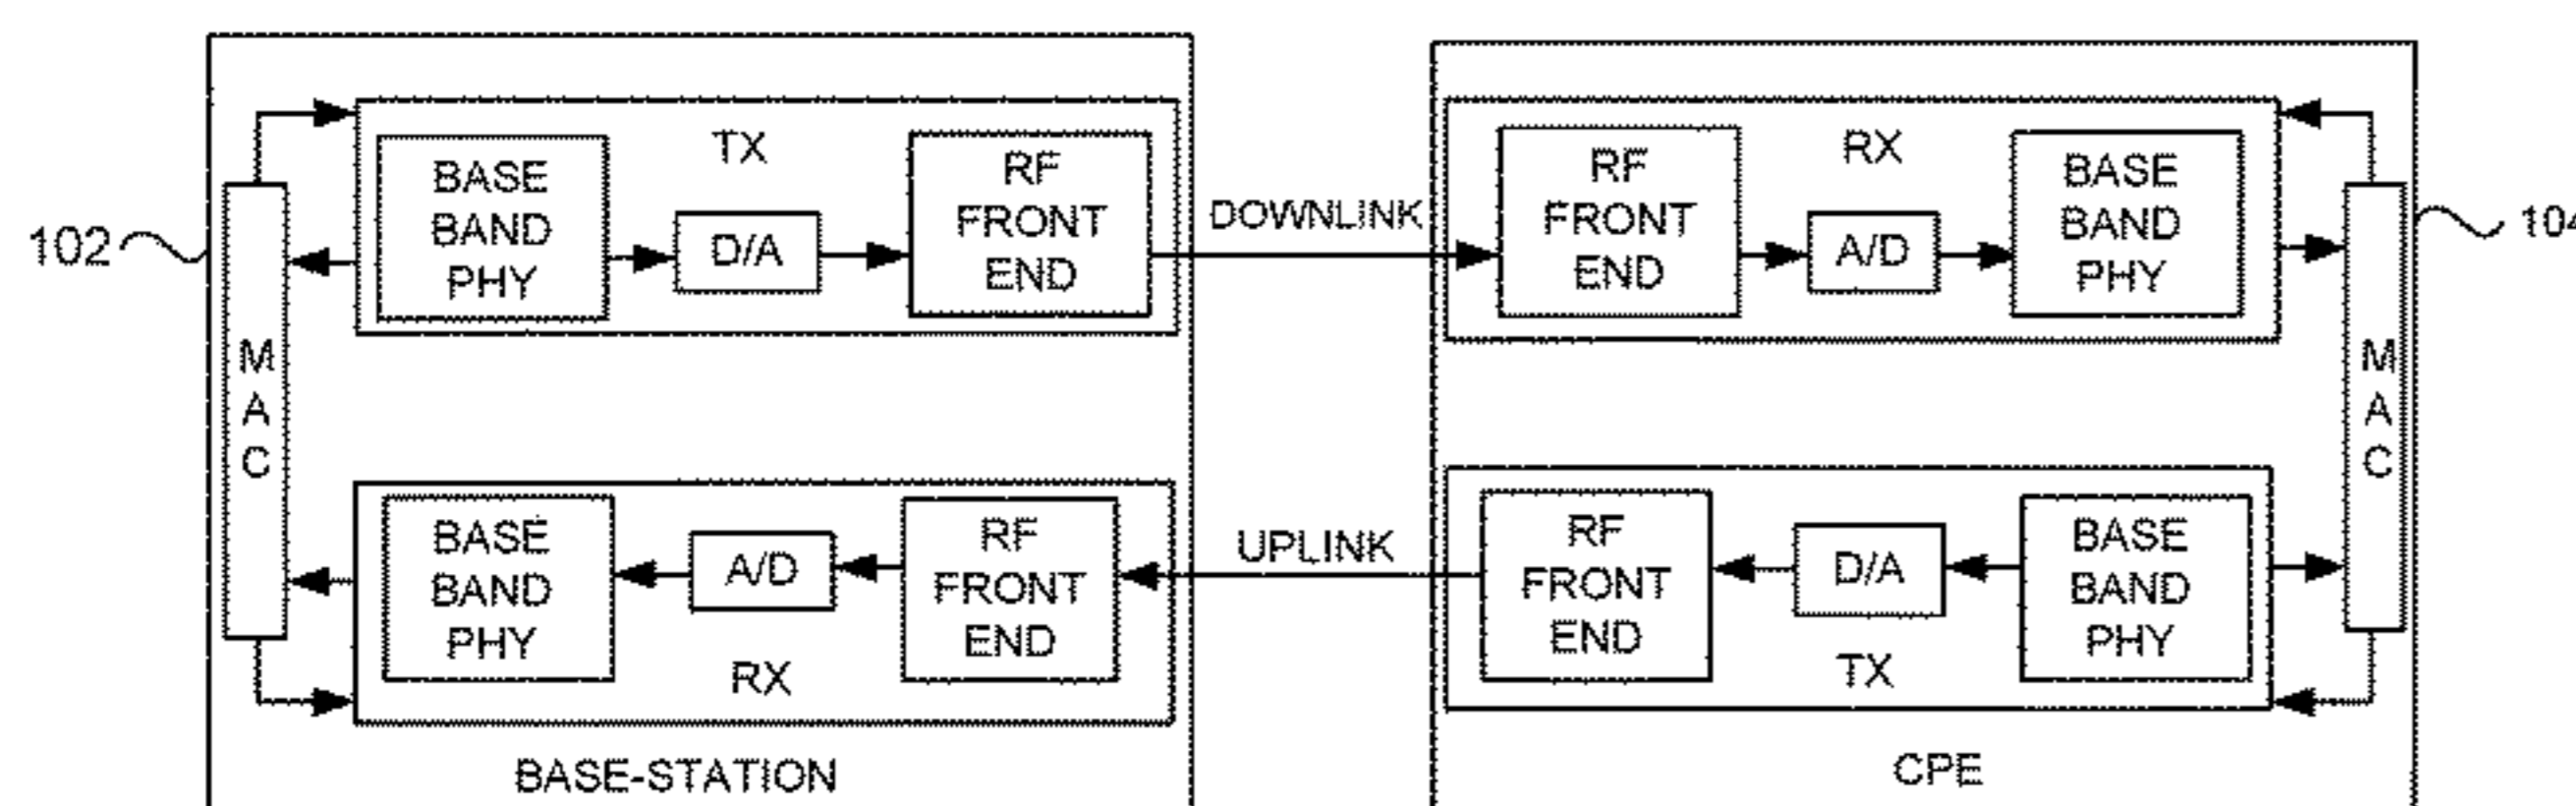 TX
BASE
BAND
PHY
D/A
RF
FRONT
END
DOWNLINK
RF
FRONT
END
RX
A/D
BASE
BAND
PHY
102
104
M
A
C
M
A
C
BASE
BAND
PHY
A/D
RX
RF
FRONT
END
UPLINK
RF
FRONT
END
D/A
TX
BASE
BAND
PHY
BASE-STATION
CPE